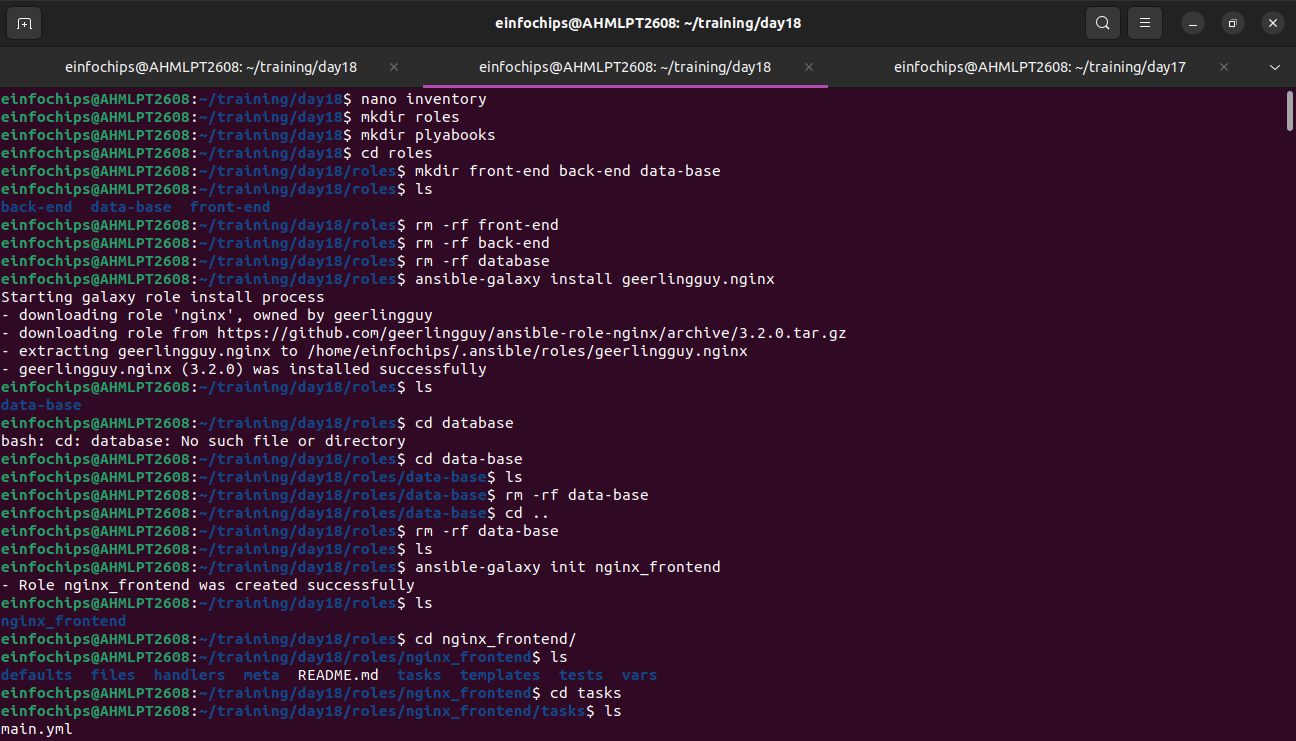 einfochips@AHMLPT2608: ~/training/day18
einfochips@AHMLPT2608: ~/training/day18
einfochips@AHMLPT2608: ~/training/day18
einfochips@AHMLPT2608: ~/training/day17
einfochips@AHMLPT2608:~/training/day18$ nano inventory
einfochips@AHMLPT2608:~/training/day18$ mkdir roles
einfochips@AHMLPT2608:~/training/day18$ mkdir plyabooks
einfochips@AHMLPT2608:~/training/day18$ cd roles
einfochips@AHMLPT2608:~/training/day18/roles$ mkdir front-end back-end data-base
einfochips@AHMLPT2608:~/training/day18/roles$ ls
back-end  data-base  front-end
einfochips@AHMLPT2608:~/training/day18/roles$ rm -rf front-end
einfochips@AHMLPT2608:~/training/day18/roles$ rm -rf back-end
einfochips@AHMLPT2608:~/training/day18/roles$ rm -rf database
einfochips@AHMLPT2608:~/training/day18/roles$ ansible-galaxy install geerlingguy.nginx
Starting galaxy role install process
- downloading role 'nginx', owned by geerlingguy
- downloading role from https://github.com/geerlingguy/ansible-role-nginx/archive/3.2.0.tar.gz
- extracting geerlingguy.nginx to /home/einfochips/.ansible/roles/geerlingguy.nginx
- geerlingguy.nginx (3.2.0) was installed successfully
einfochips@AHMLPT2608:~/training/day18/roles$ ls
data-base
einfochips@AHMLPT2608:~/training/day18/roles$ cd database
bash: cd: database: No such file or directory
einfochips@AHMLPT2608:~/training/day18/roles$ cd data-base
einfochips@AHMLPT2608:~/training/day18/roles/data-base$ ls
einfochips@AHMLPT2608:~/training/day18/roles/data-base$ rm -rf data-base
einfochips@AHMLPT2608:~/training/day18/roles/data-base$ cd ..
einfochips@AHMLPT2608:~/training/day18/roles$ rm -rf data-base
einfochips@AHMLPT2608:~/training/day18/roles$ ls
einfochips@AHMLPT2608:~/training/day18/roles$ ansible-galaxy init nginx_frontend
- Role nginx_frontend was created successfully
einfochips@AHMLPT2608:~/training/day18/roles$ ls
nginx_frontend
einfochips@AHMLPT2608:~/training/day18/roles$ cd nginx_frontend/
einfochips@AHMLPT2608:~/training/day18/roles/nginx_frontend$ ls
defaults  files  handlers  meta  README.md  tasks  templates  tests  vars
einfochips@AHMLPT2608:~/training/day18/roles/nginx_frontend$ cd tasks
einfochips@AHMLPT2608:~/training/day18/roles/nginx_frontend/tasks$ ls
main.yml